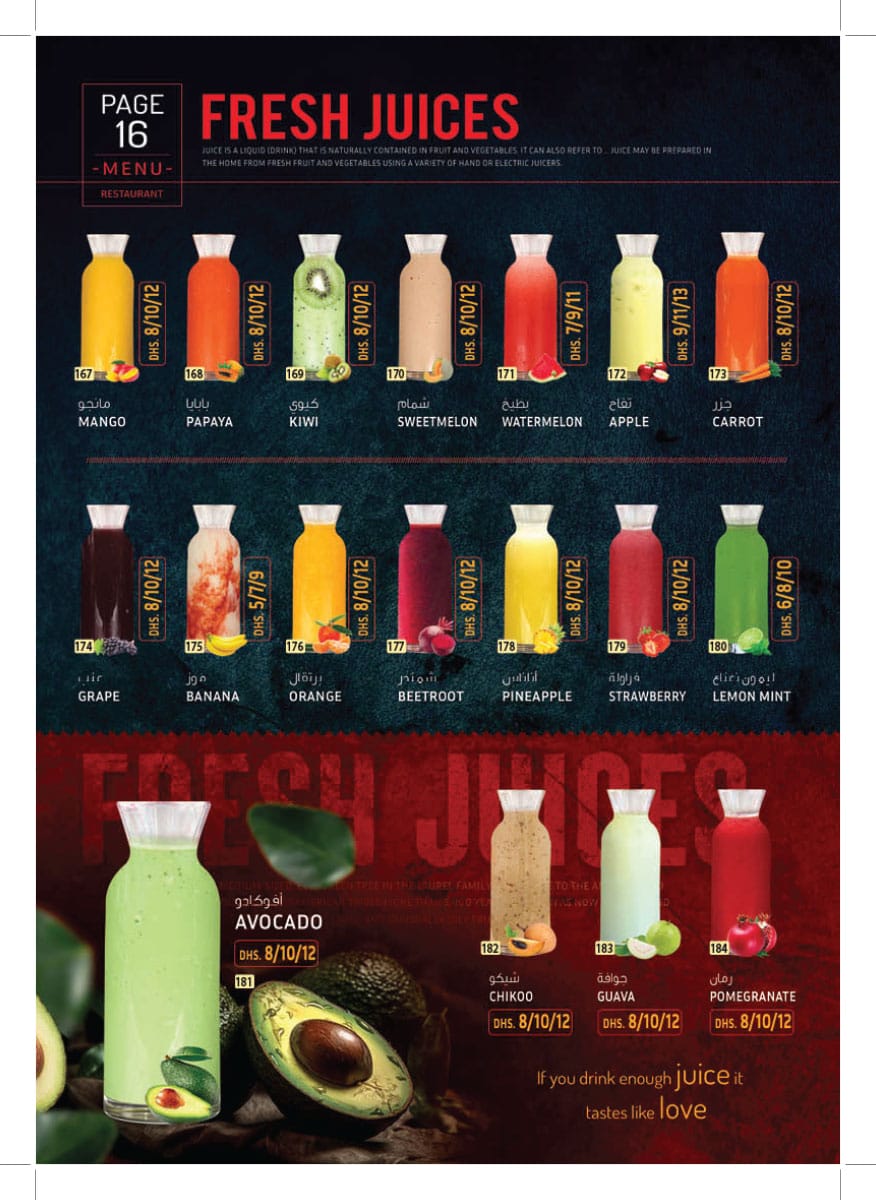 PAGE
16
-MENU-
RESTAURANT
FRESH JUICES
JUICE IS A LIQUID (DRINK) THAT IS NATURALLY CONTAINED IN FRUIT AND VEGETABLES. IT CAN ALSO REFER TO... JUICE MAY BE PREPARED IN
THE HOME FROM FRESH FRUIT AND VEGETABLES USING A VARIETY OF HAND OR ELECTRIC JUICERS.
DHS. 8/10/12
167
مانجو
MANGO
DHS. 8/10/12
168
بابايا
PAPAYA
DHS. 8/10/12
169
كيوي
KIWI
DHS. 8/10/12
170
شمام
SWEETMELON
DHS. 7/9/11
171
بطيخ
WATERMELON
DHS. 9/11/13
172
تفاح
APPLE
DHS. 8/10/12
173
جزر
CARROT
DHS. 8/10/12
174
عنب
GRAPE
DHS. 5/7/9
175
موز
BANANA
DHS. 8/10/12
176
برتقال
ORANGE
DHS. 8/10/12
177
شمندر
BEETROOT
DHS. 8/10/12
178
أناناس
PINEAPPLE
DHS. 8/10/12
179
فراولة
STRAWBERRY
DHS. 6/8/10
180
ليمون نعناع
LEMON MINT
FRESH JUICES
أفوكادو
AVOCADO
DHS. 8/10/12
181
182
شيكو
CHIKOO
DHS. 8/10/12
183
جوافة
GUAVA
DHS. 8/10/12
184
رمان
POMEGRANATE
DHS. 8/10/12
If you drink enough juice it
tastes like love